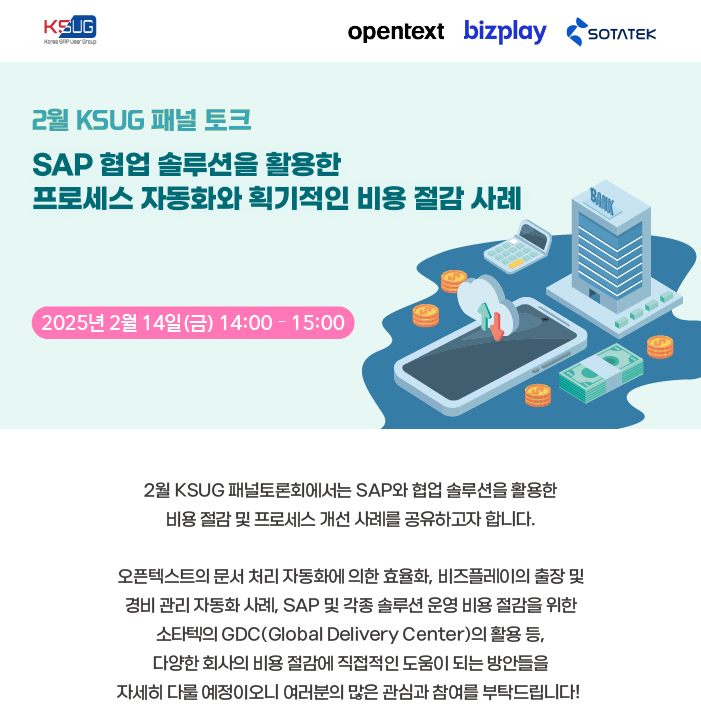 KSUG
Korea SAP User Group
opentext
bizplay
SOTATEK
2월 KSUG 패널 토크
SAP 협업 솔루션을 활용한
프로세스 자동화와 획기적인 비용 절감 사례
BANK
2025년 2월 14일(금) 14:00 - 15:00
2월 KSUG 패널토론회에서는 SAP와 협업 솔루션을 활용한
비용 절감 및 프로세스 개선 사례를 공유하고자 합니다.
오픈텍스트의 문서 처리 자동화에 의한 효율화, 비즈플레이의 출장 및
경비 관리 자동화 사례, SAP 및 각종 솔루션 운영 비용 절감을 위한
소타텍의 GDC(Global Delivery Center)의 활용 등,
다양한 회사의 비용 절감에 직접적인 도움이 되는 방안들을
자세히 다룰 예정이오니 여러분의 많은 관심과 참여를 부탁드립니다!